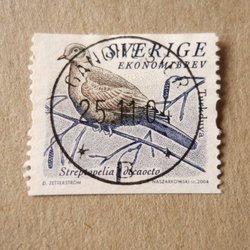 SVERIGE
EKONOMIBREV
Turkduva
25.11.04
Streptopelia decaocto
D. ZETTERSTRÖM
NASZARKOWSKI sc. 2004